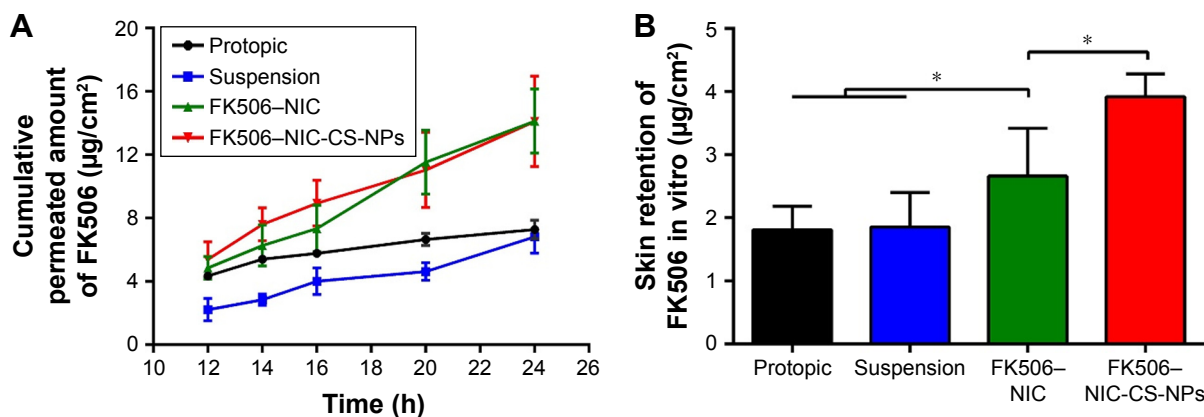 A
Cumulative
permeated amount
of FK506 (µg/cm²)
20
16
12
8
4
0
Protopic
Suspension
FK506–NIC
FK506–NIC-CS-NPs
10 12 14 16 18 20 22 24 26
Time (h)
B
Skin retention of
FK506 in vitro (µg/cm²)
5
4
3
2
1
0
*
*
Protopic Suspension FK506– FK506–
NIC NIC-CS-NPs